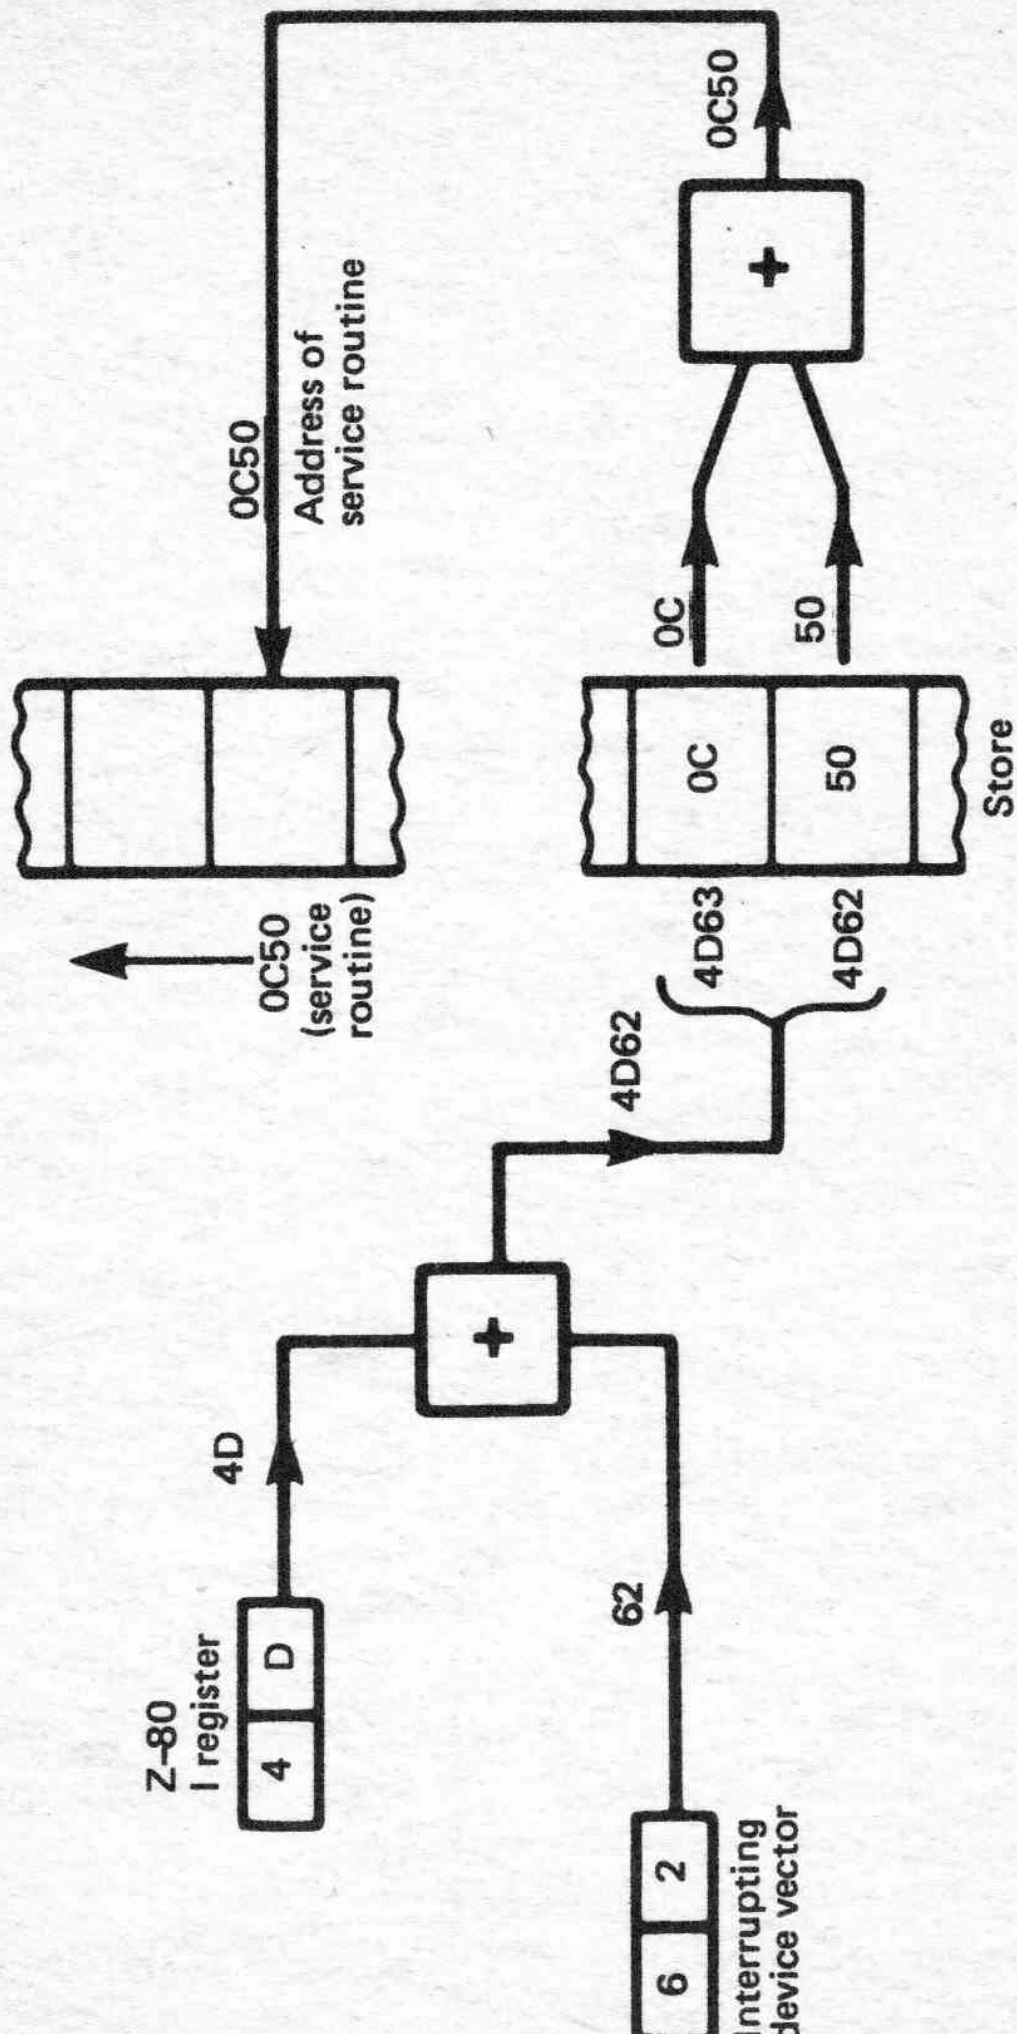 Z–80
I register
4 D
4D
6 2
Interrupting
device vector
62
+
4D62
0C50
(service
routine)
4D63
4D62
0C
50
Store
0C
50
+
0C50
0C50
Address of
service routine